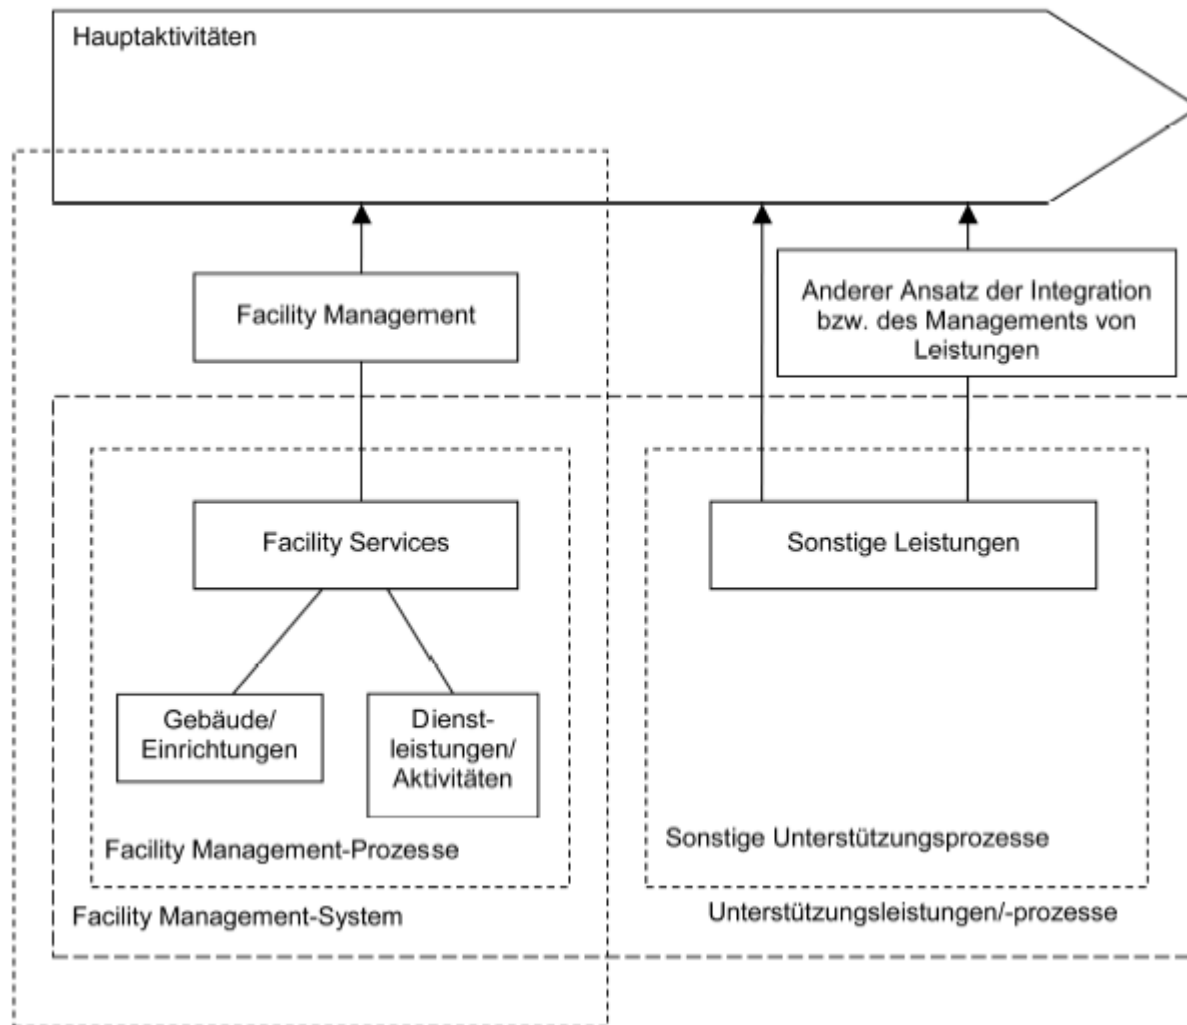 Hauptaktivitäten
Facility Management
Anderer Ansatz der Integration
bzw. des Managements von
Leistungen
Facility Services
Sonstige Leistungen
Gebäude/
Einrichtungen
Dienst-
leistungen/
Aktivitäten
Facility Management-Prozesse
Sonstige Unterstützungsprozesse
Facility Management-System
Unterstützungsleistungen/-prozesse